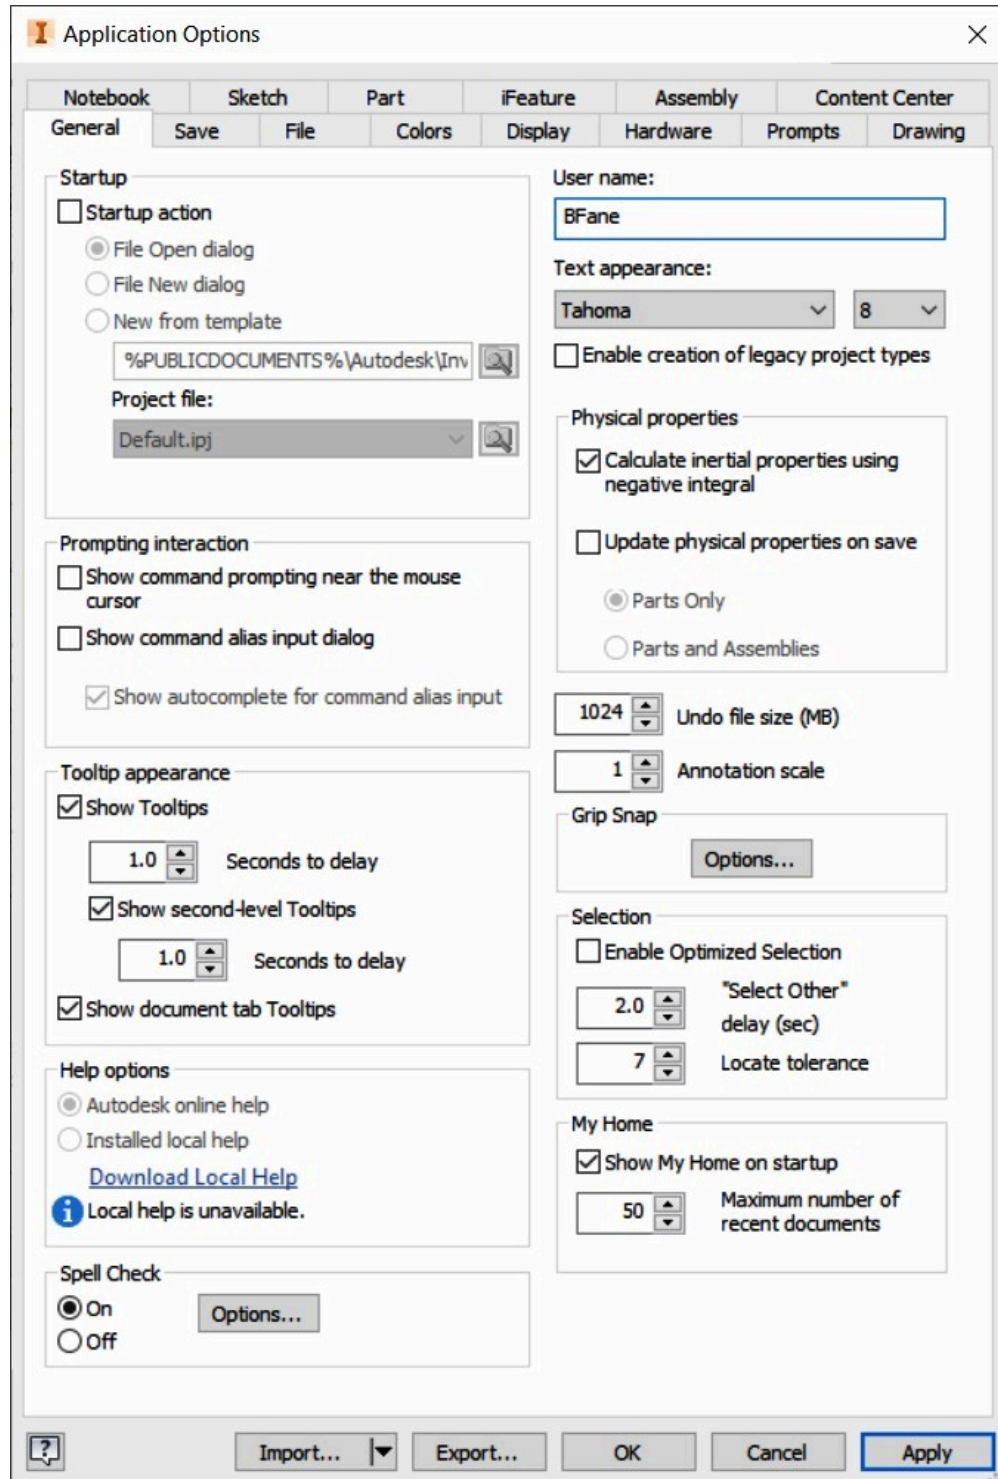 Application Options
Notebook Sketch Part iFeature Assembly Content Center
General Save File Colors Display Hardware Prompts Drawing
Startup
Startup action
File Open dialog
File New dialog
New from template
%PUBLICDOCUMENTS%\Autodesk\Inv
Project file:
Default.ipj
Prompting interaction
Show command prompting near the mouse
cursor
Show command alias input dialog
Show autocomplete for command alias input
Tooltip appearance
Show Tooltips
1.0 Seconds to delay
Show second-level Tooltips
1.0 Seconds to delay
Show document tab Tooltips
Help options
Autodesk online help
Installed local help
Download Local Help
Local help is unavailable.
Spell Check
On
Options...
Off
User name:
BFane
Text appearance:
Tahoma 8
Enable creation of legacy project types
Physical properties
Calculate inertial properties using
negative integral
Update physical properties on save
Parts Only
Parts and Assemblies
1024 Undo file size (MB)
1 Annotation scale
Grip Snap
Options...
Selection
Enable Optimized Selection
2.0 "Select Other"
delay (sec)
7 Locate tolerance
My Home
Show My Home on startup
50 Maximum number of
recent documents
? Import... Export... OK Cancel Apply